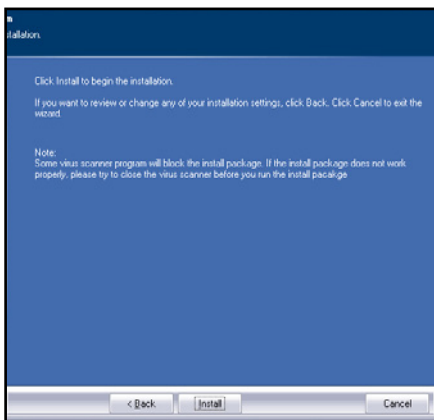 m
stallation.
Click Install to begin the installation.
If you want to review or change any of your installation settings, click Back. Click Cancel to exit the
wizard.
Note:
Some virus scanner program will block the install package. If the install package does not work
properly, please try to close the virus scanner before you run the install pacakge
< Back
Install
Cancel